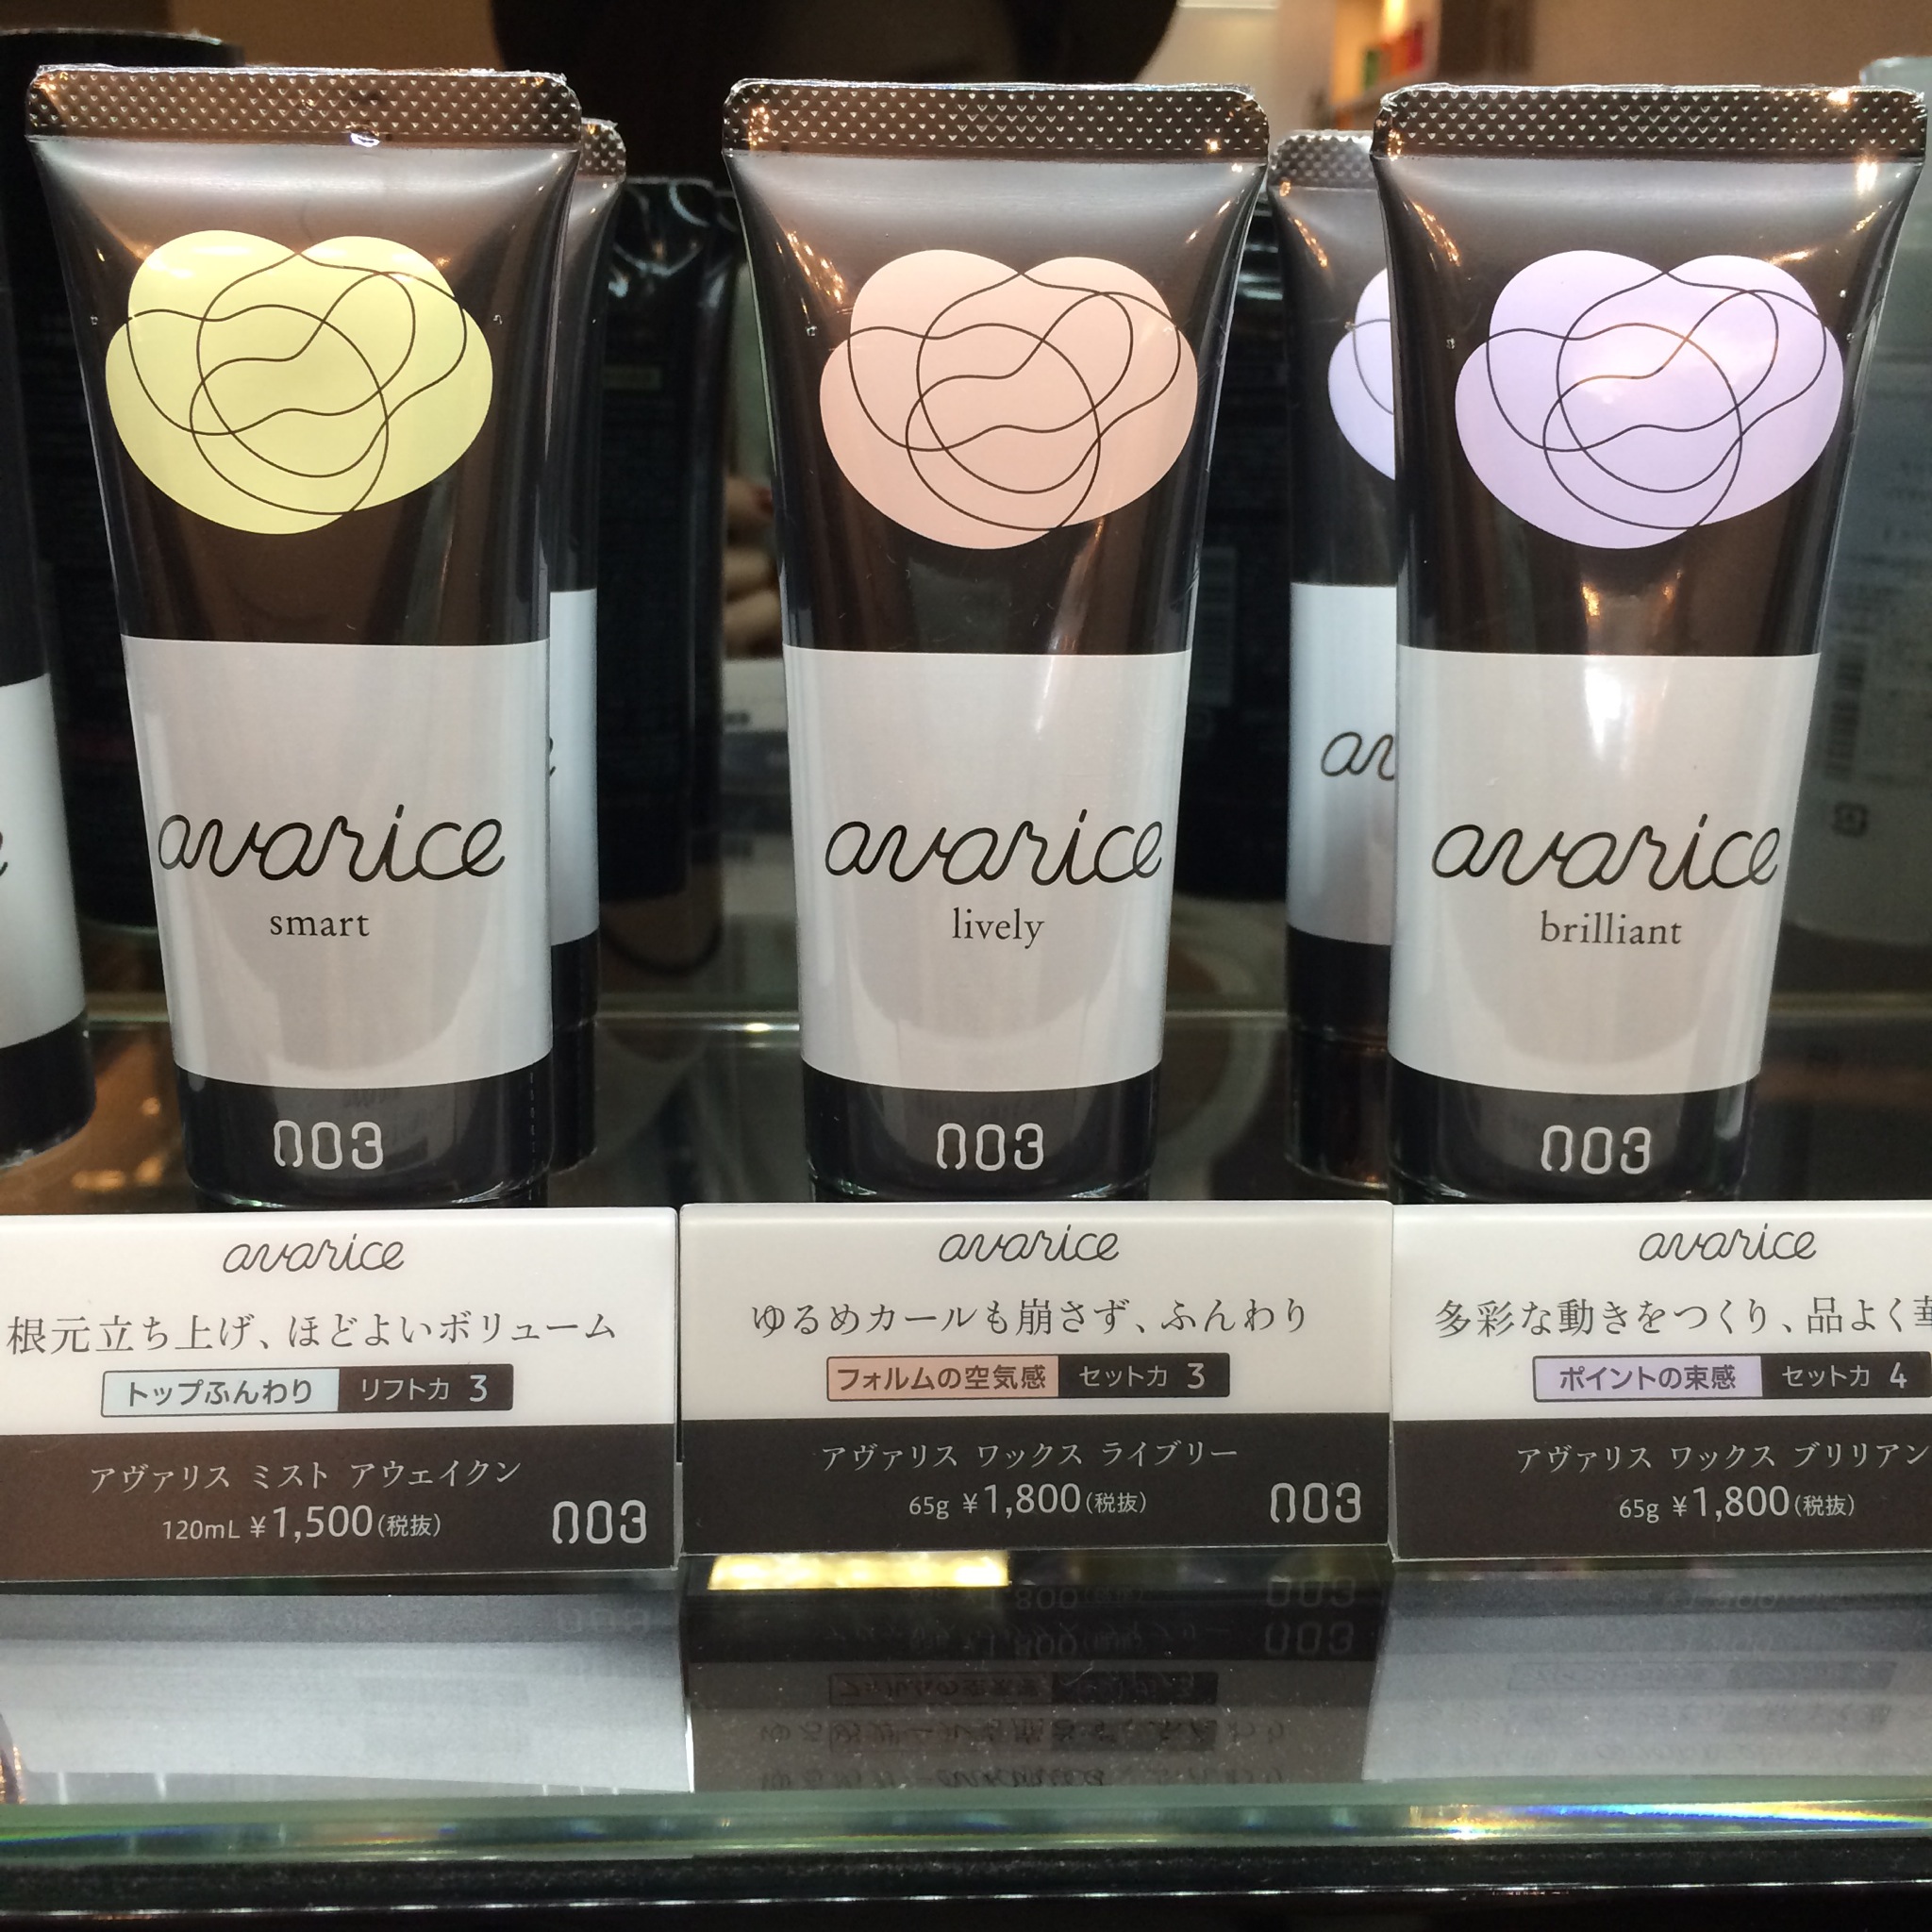 avarice
smart
003
avarice
lively
003
avarice
brilliant
003
avarice
根元立ち上げ、ほどよいボリューム
トップふんわり リフト力 3
アヴァリス ミスト アウェイクン
120mL ¥1,500(税抜)
003
avarice
ゆるめカールも崩さず、ふんわり
フォルムの空気感 セット力 3
アヴァリス ワックス ライブリー
65g ¥1,800(税抜)
003
avarice
多彩な動きをつくり、品よく
ポイントの束感 セット力 4
アヴァリス ワックス ブリリアン
65g ¥1,800(税抜)